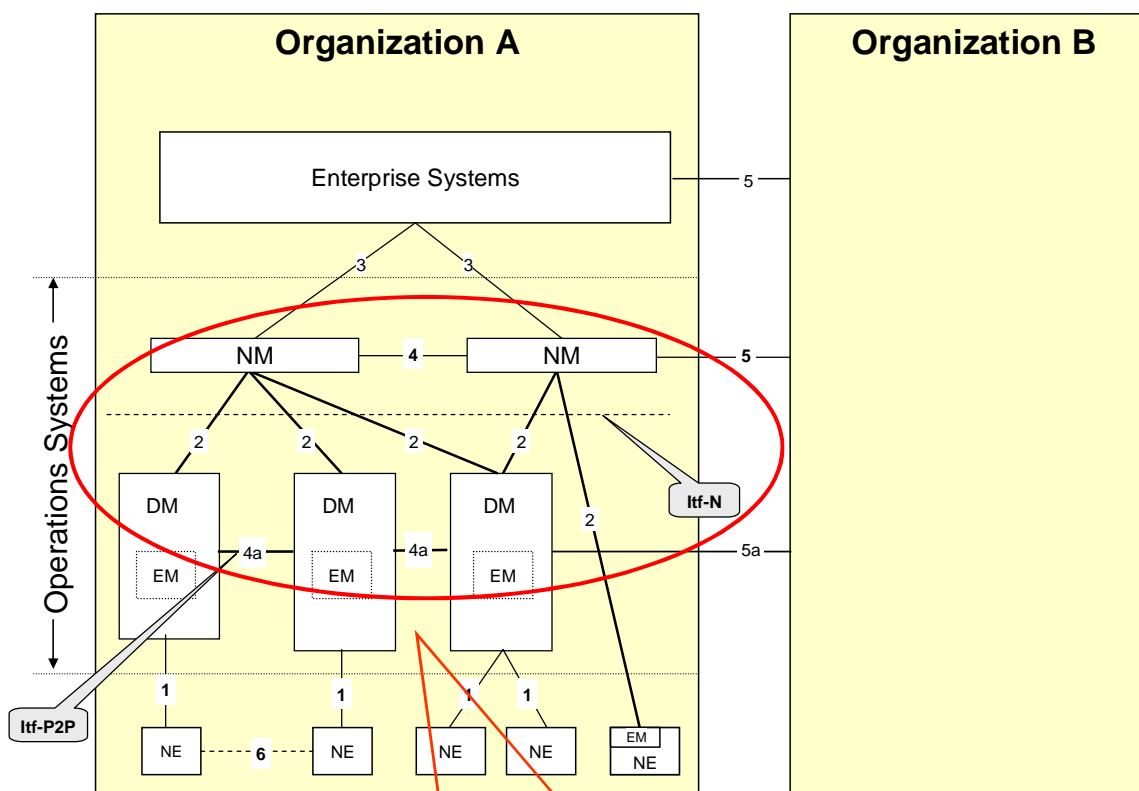 Organization A
Organization B
Enterprise Systems
5
3
3
Operations Systems
NM
4
NM
5
2
2
2
2
Itf-N
DM
DM
DM
2
4a
4a
5a
EM
EM
EM
1
1
1
1
Itf-P2P
NE
6
NE
NE
NE
EM
NE